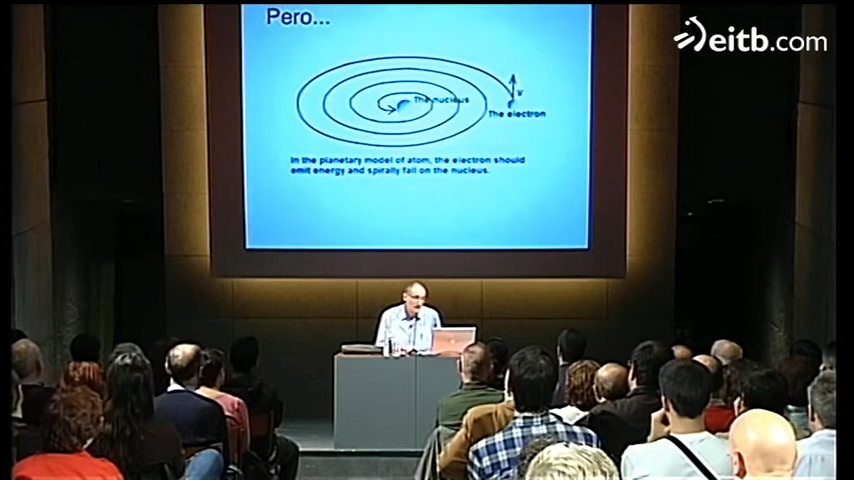 Pero...
eitb.com
The nucleus
v
The electron
In the planetary model of atom, the electron should
emit energy and spirally fall on the nucleus.